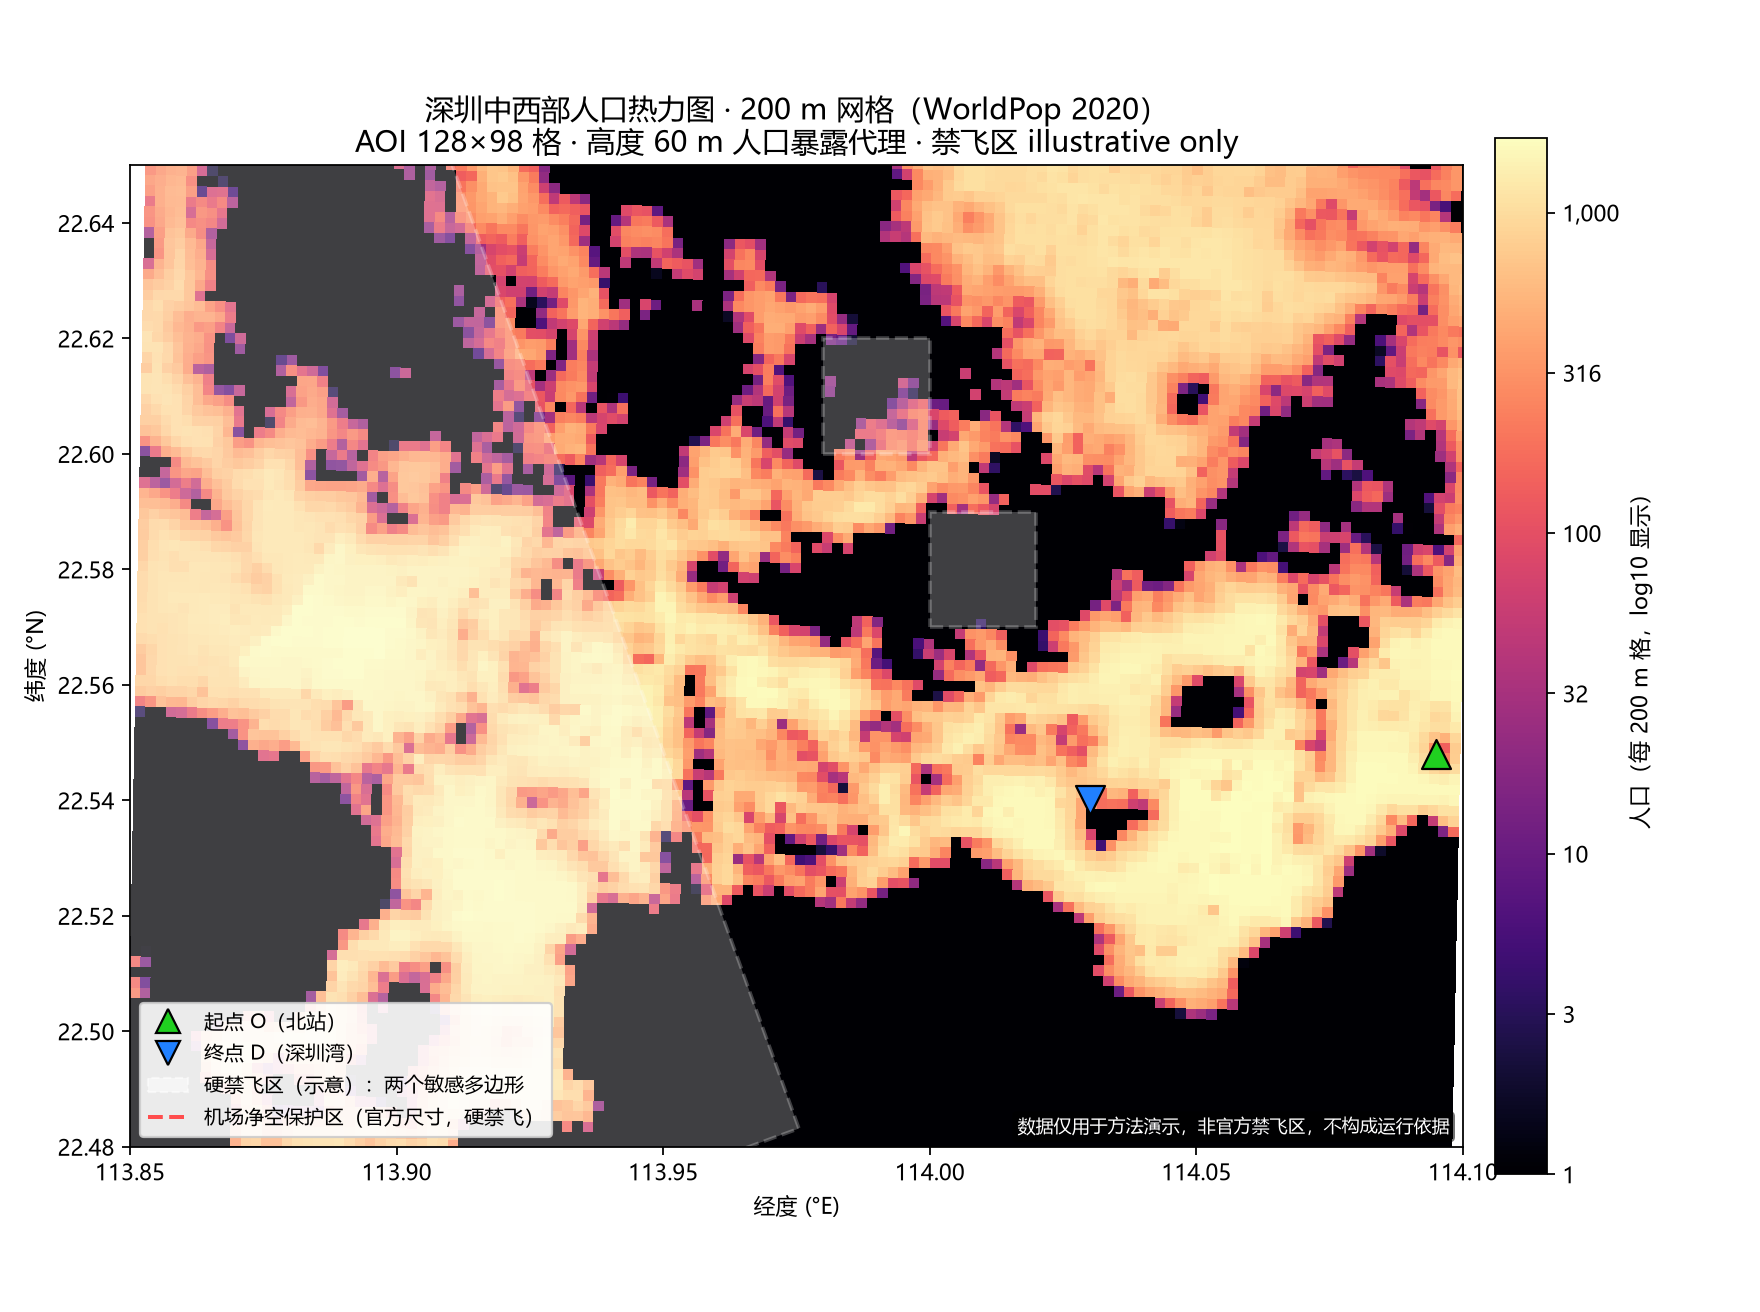 深圳中西部人口热力图 · 200 m 网格（WorldPop 2020）
AOI 128×98 格 · 高度 60 m 人口暴露代理 · 禁飞区 illustrative only
22.64
22.62
22.60
22.58
22.56
22.54
22.52
22.50
22.48
纬度 (°N)
113.85
113.90
113.95
114.00
114.05
114.10
经度 (°E)
起点 O（北站）
终点 D（深圳湾）
硬禁飞区（示意）：两个敏感多边形
机场净空保护区（官方尺寸，硬禁飞）
数据仅用于方法演示，非官方禁飞区，不构成运行依据
1,000
316
100
32
10
3
1
人口（每 200 m 格，log10 显示）